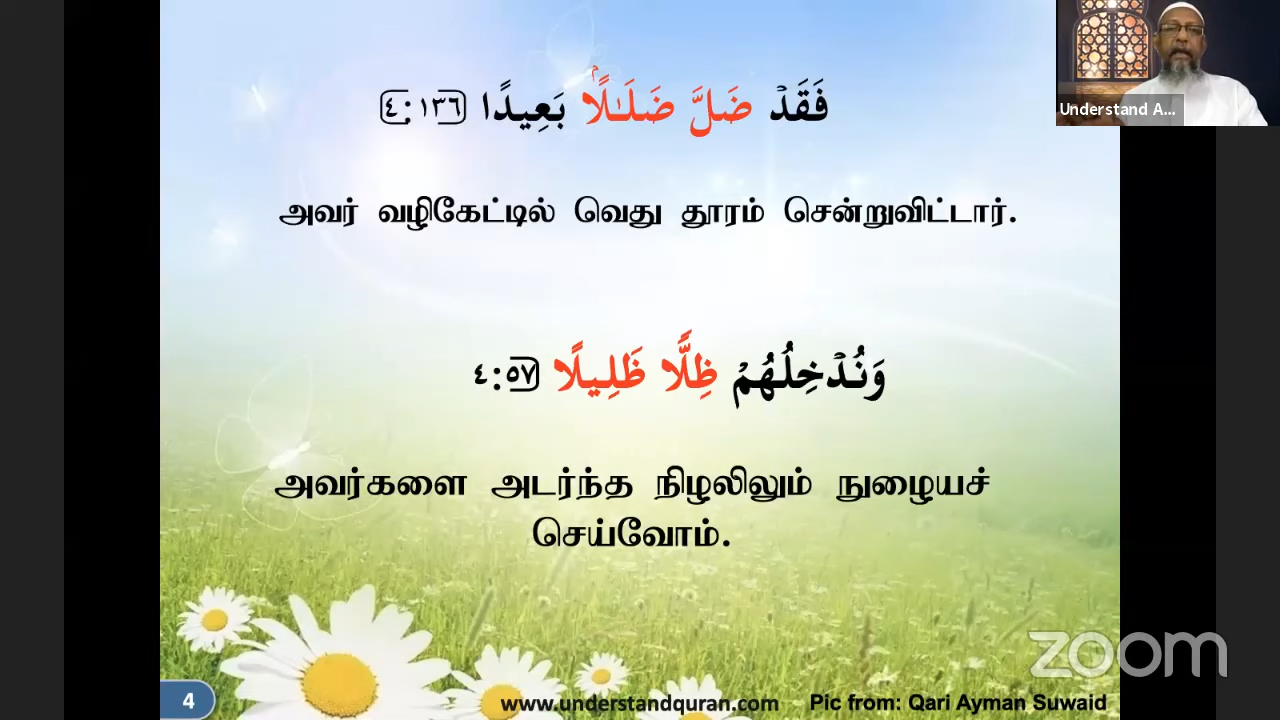 Understand A...
فَقَدْ ضَلَّ ضَلَـٰلًاۢ بَعِيدًا ٤:١٣٦
அவர் வழிகேட்டில் வெது தூரம் சென்றுவிட்டார்.
وَنُدْخِلُهُمْ ظِلًّا ظَلِيلًا ٤:٥٧
அவர்களை அடர்ந்த நிழலிலும் நுழையச்
செய்வோம்.
zoom
4
www.understandquran.com
Pic from: Qari Ayman Suwaid